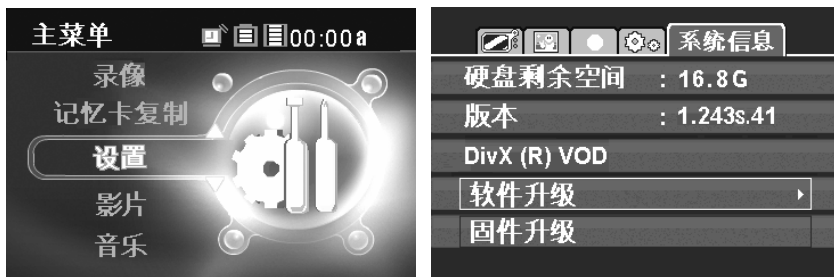 主菜单 00:00a
录像
记忆卡复制
设置
影片
音乐
系统信息
硬盘剩余空间 : 16.8G
版本 : 1.243s.41
DivX (R) VOD
软件升级
固件升级